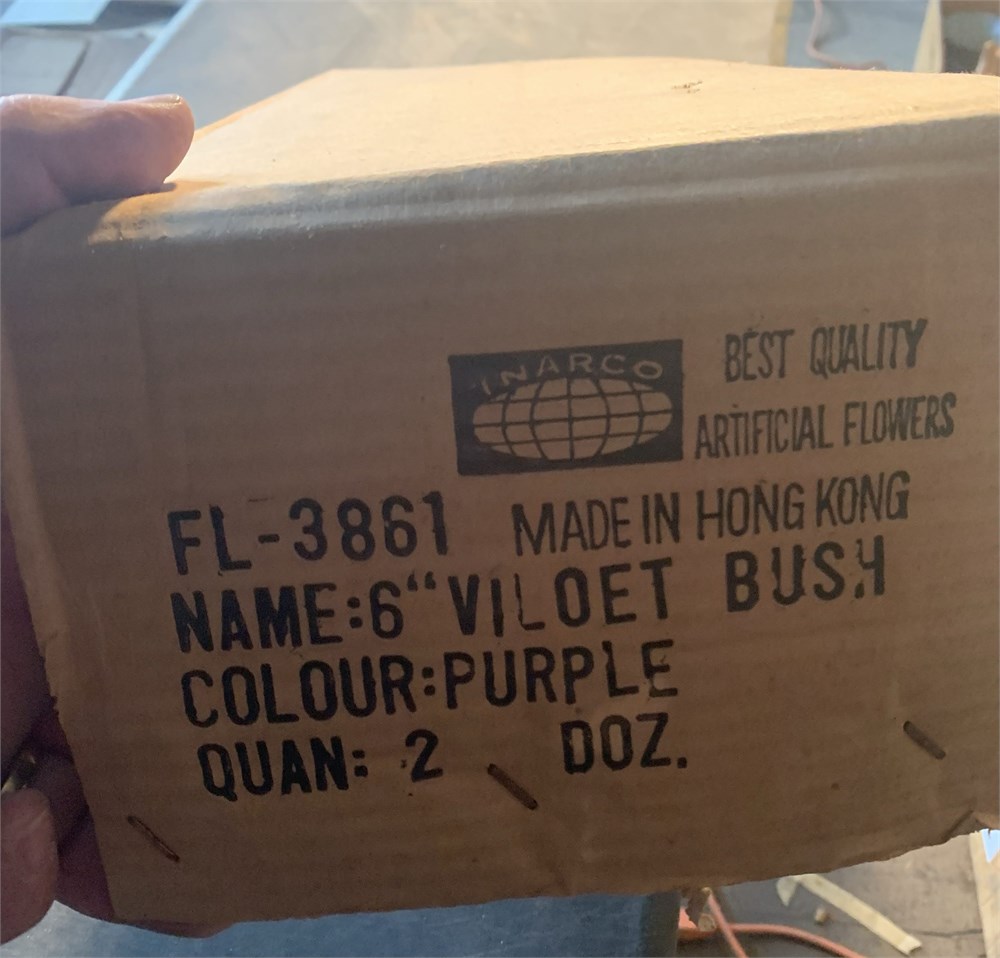 INARCO
BEST QUALITY
ARTIFICIAL FLOWERS
FL-3861 MADE IN HONG KONG
NAME:6“VILOET BUSH
COLOUR:PURPLE
QUAN: 2 DOZ.